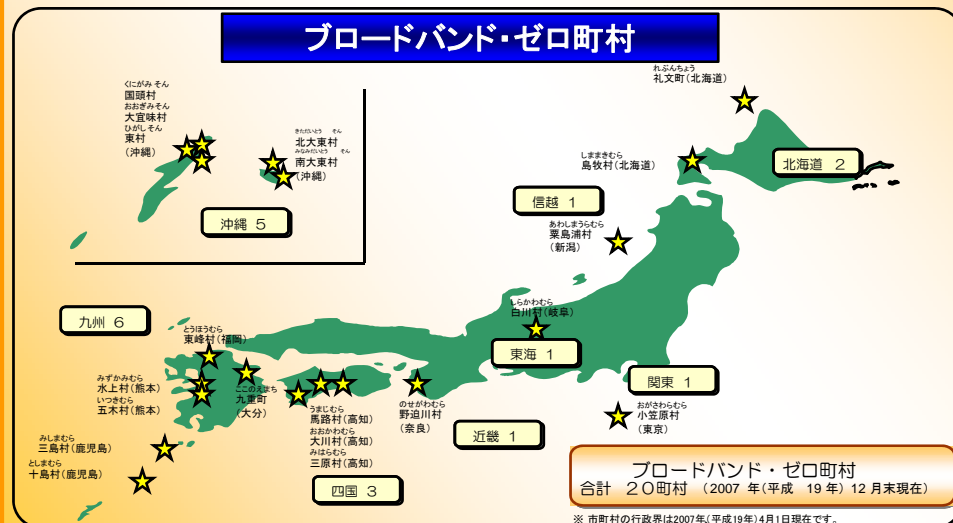 ブロードバンド・ゼロ町村
くにがみ そん
国頭村
おおぎみそん
大宜味村
ひがしそん
東村
(沖縄)
きただいとう そん
北大東村
みなみだいとう そん
南大東村
(沖縄)
沖縄 5
れぶんちょう
礼文町(北海道)
しままきむら
島牧村(北海道)
北海道 2
信越 1
あわしまうらむら
粟島浦村
(新潟)
しらかわむら
白川村(岐阜)
東海 1
関東 1
おがさわらむら
小笠原村
(東京)
九州 6
とうほうむら
東峰村(福岡)
みずかみむら
水上村(熊本)
いつきむら
五木村(熊本)
ここのえまち
九重町
(大分)
みしまむら
三島村(鹿児島)
としまむら
十島村(鹿児島)
うまじむら
馬路村(高知)
おおかわむら
大川村(高知)
みはらむら
三原村(高知)
四国 3
のせがわむら
野迫川村
(奈良)
近畿 1
ブロードバンド・ゼロ町村
合計 20町村 (2007 年(平成 19 年) 12 月末現在)
※ 市町村の行政界は2007年(平成19年)4月1日現在です。